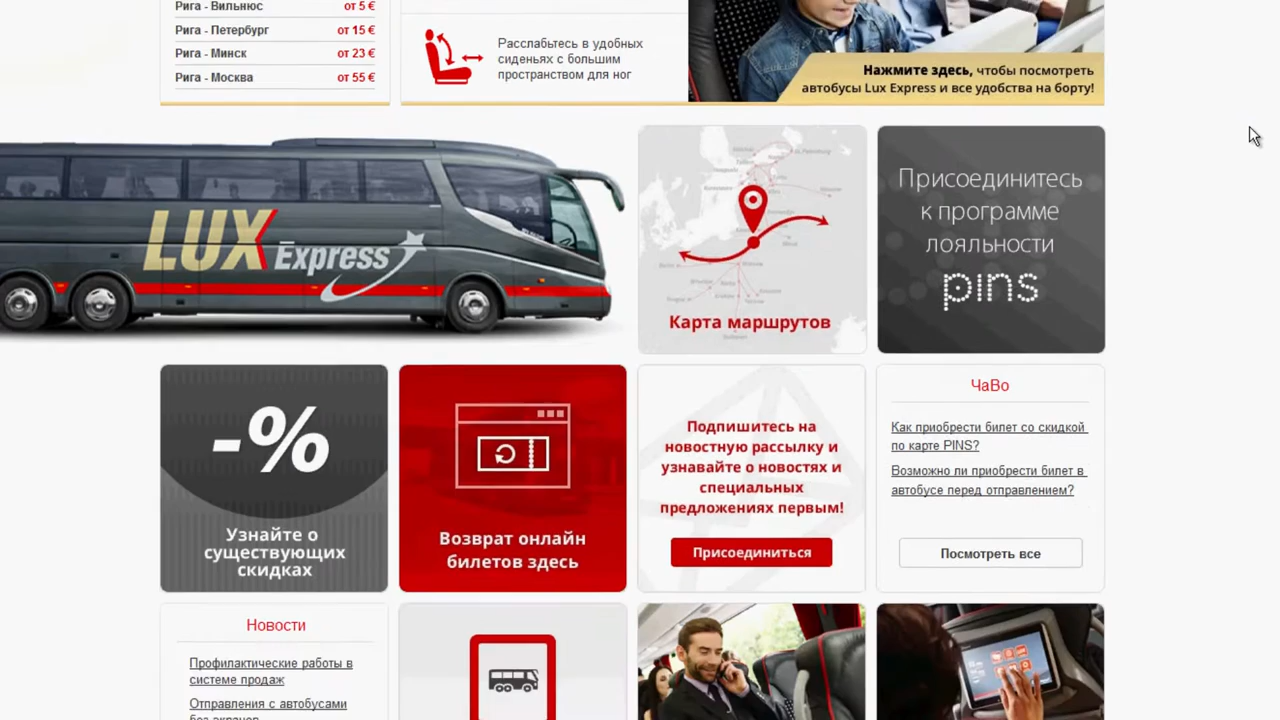 Рига - Вильнюс от 5 €
Рига - Петербург от 15 €
Рига - Минск от 23 €
Рига - Москва от 55 €
Расслабьтесь в удобных
сиденьях с большим
пространством для ног
Нажмите здесь, чтобы посмотреть
автобусы Lux Express и все удобства на борту!
LUX Express
Карта маршрутов
Присоединитесь
к программе
лояльности
pins
-%
Узнайте о
существующих
скидках
Возврат онлайн
билетов здесь
Подпишитесь на
новостную рассылку и
узнавайте о новостях и
специальных
предложениях первым!
Присоединиться
ЧаВо
Как приобрести билет со скидкой
по карте PINS?
Возможно ли приобрести билет в
автобусе перед отправлением?
Посмотреть все
Новости
Профилактические работы в
системе продаж
Отправления с автобусами
без экранов